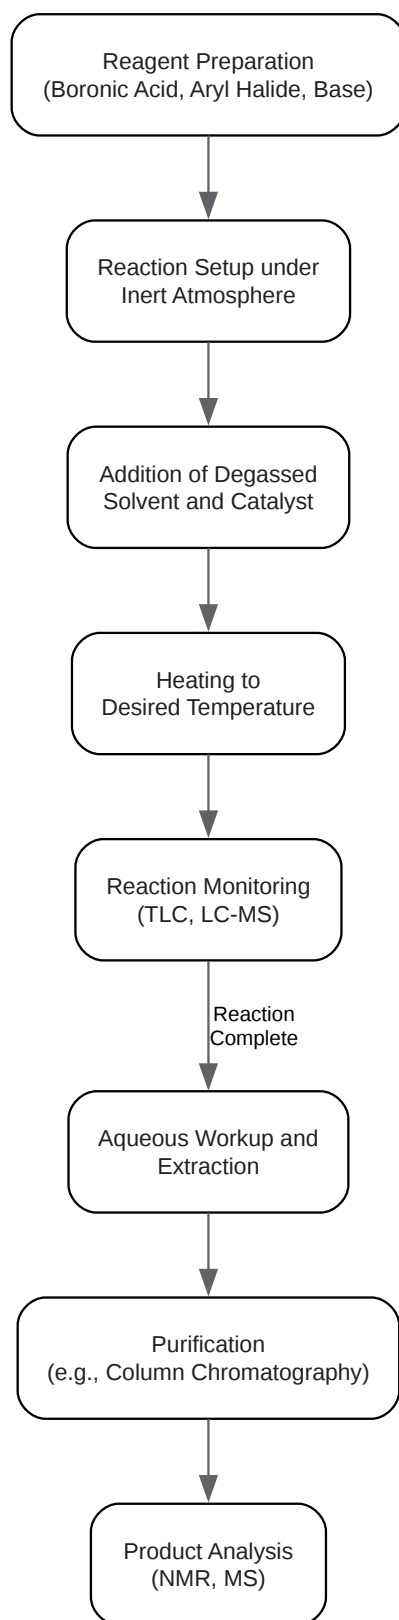 Reagent Preparation
(Boronic Acid, Aryl Halide, Base)
Reaction Setup under
Inert Atmosphere
Addition of Degassed
Solvent and Catalyst
Heating to
Desired Temperature
Reaction Monitoring
(TLC, LC-MS)
Reaction
Complete
Aqueous Workup and
Extraction
Purification
(e.g., Column Chromatography)
Product Analysis
(NMR, MS)